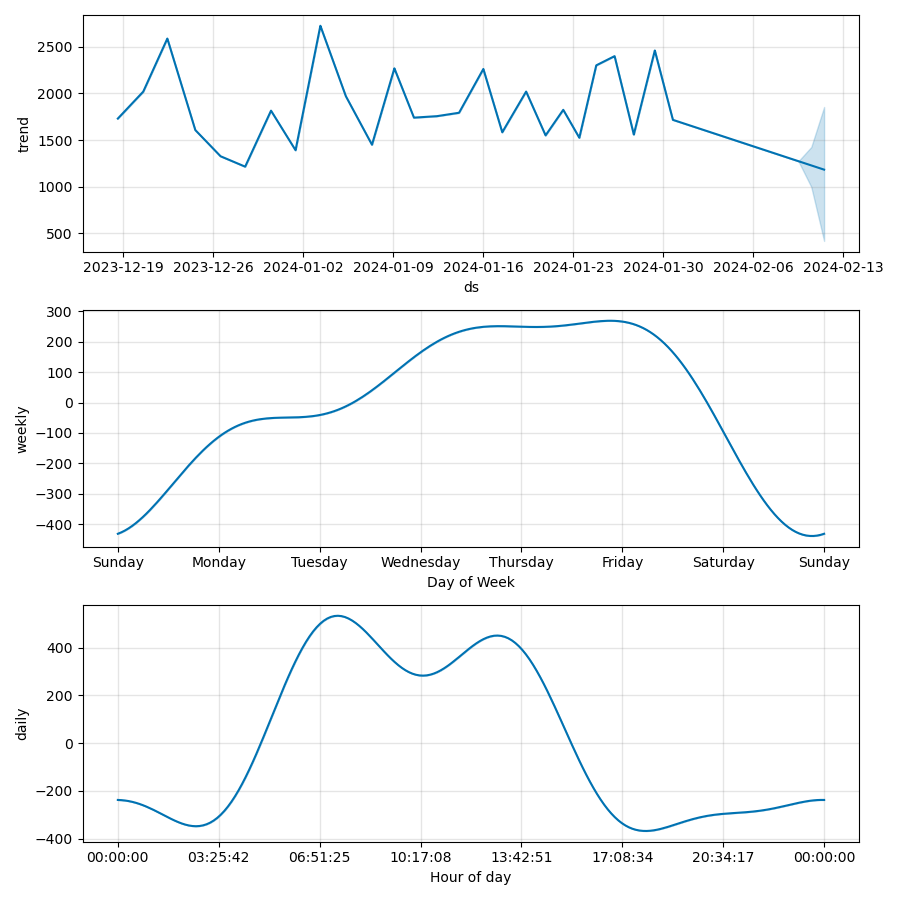 trend
2500
2000
1500
1000
500
2023-12-19 2023-12-26 2024-01-02 2024-01-09 2024-01-16 2024-01-23 2024-01-30 2024-02-06 2024-02-13
ds
weekly
300
200
100
0
−100
−200
−300
−400
Sunday Monday Tuesday Wednesday Thursday Friday Saturday Sunday
Day of Week
daily
400
200
0
−200
−400
00:00:00 03:25:42 06:51:25 10:17:08 13:42:51 17:08:34 20:34:17 00:00:00
Hour of day